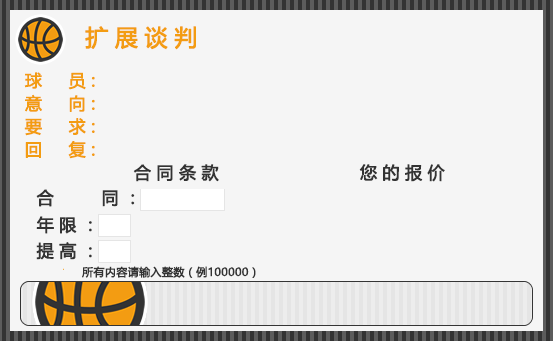 扩展谈判
球 员：
意 向：
要 求：
回 复：
合同条款 您的报价
合 同：
年限：
提高：
所有内容请输入整数（例100000）